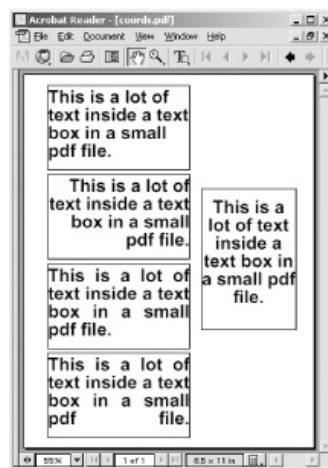 Acrobat Reader - [coords.pdf]
File Edit Document View Window Help
This is a lot of
text inside a text
box in a small
pdf file.
This is a lot of
text inside a text
box in a small
pdf file.
This is a lot of
text inside a text
box in a small
pdf file.
This is a lot of
text inside a text
box in a small
pdf file.
This is a
lot of text
inside a
text box in
a small pdf
file.
55% 1 of 1 8.5 x 11 in